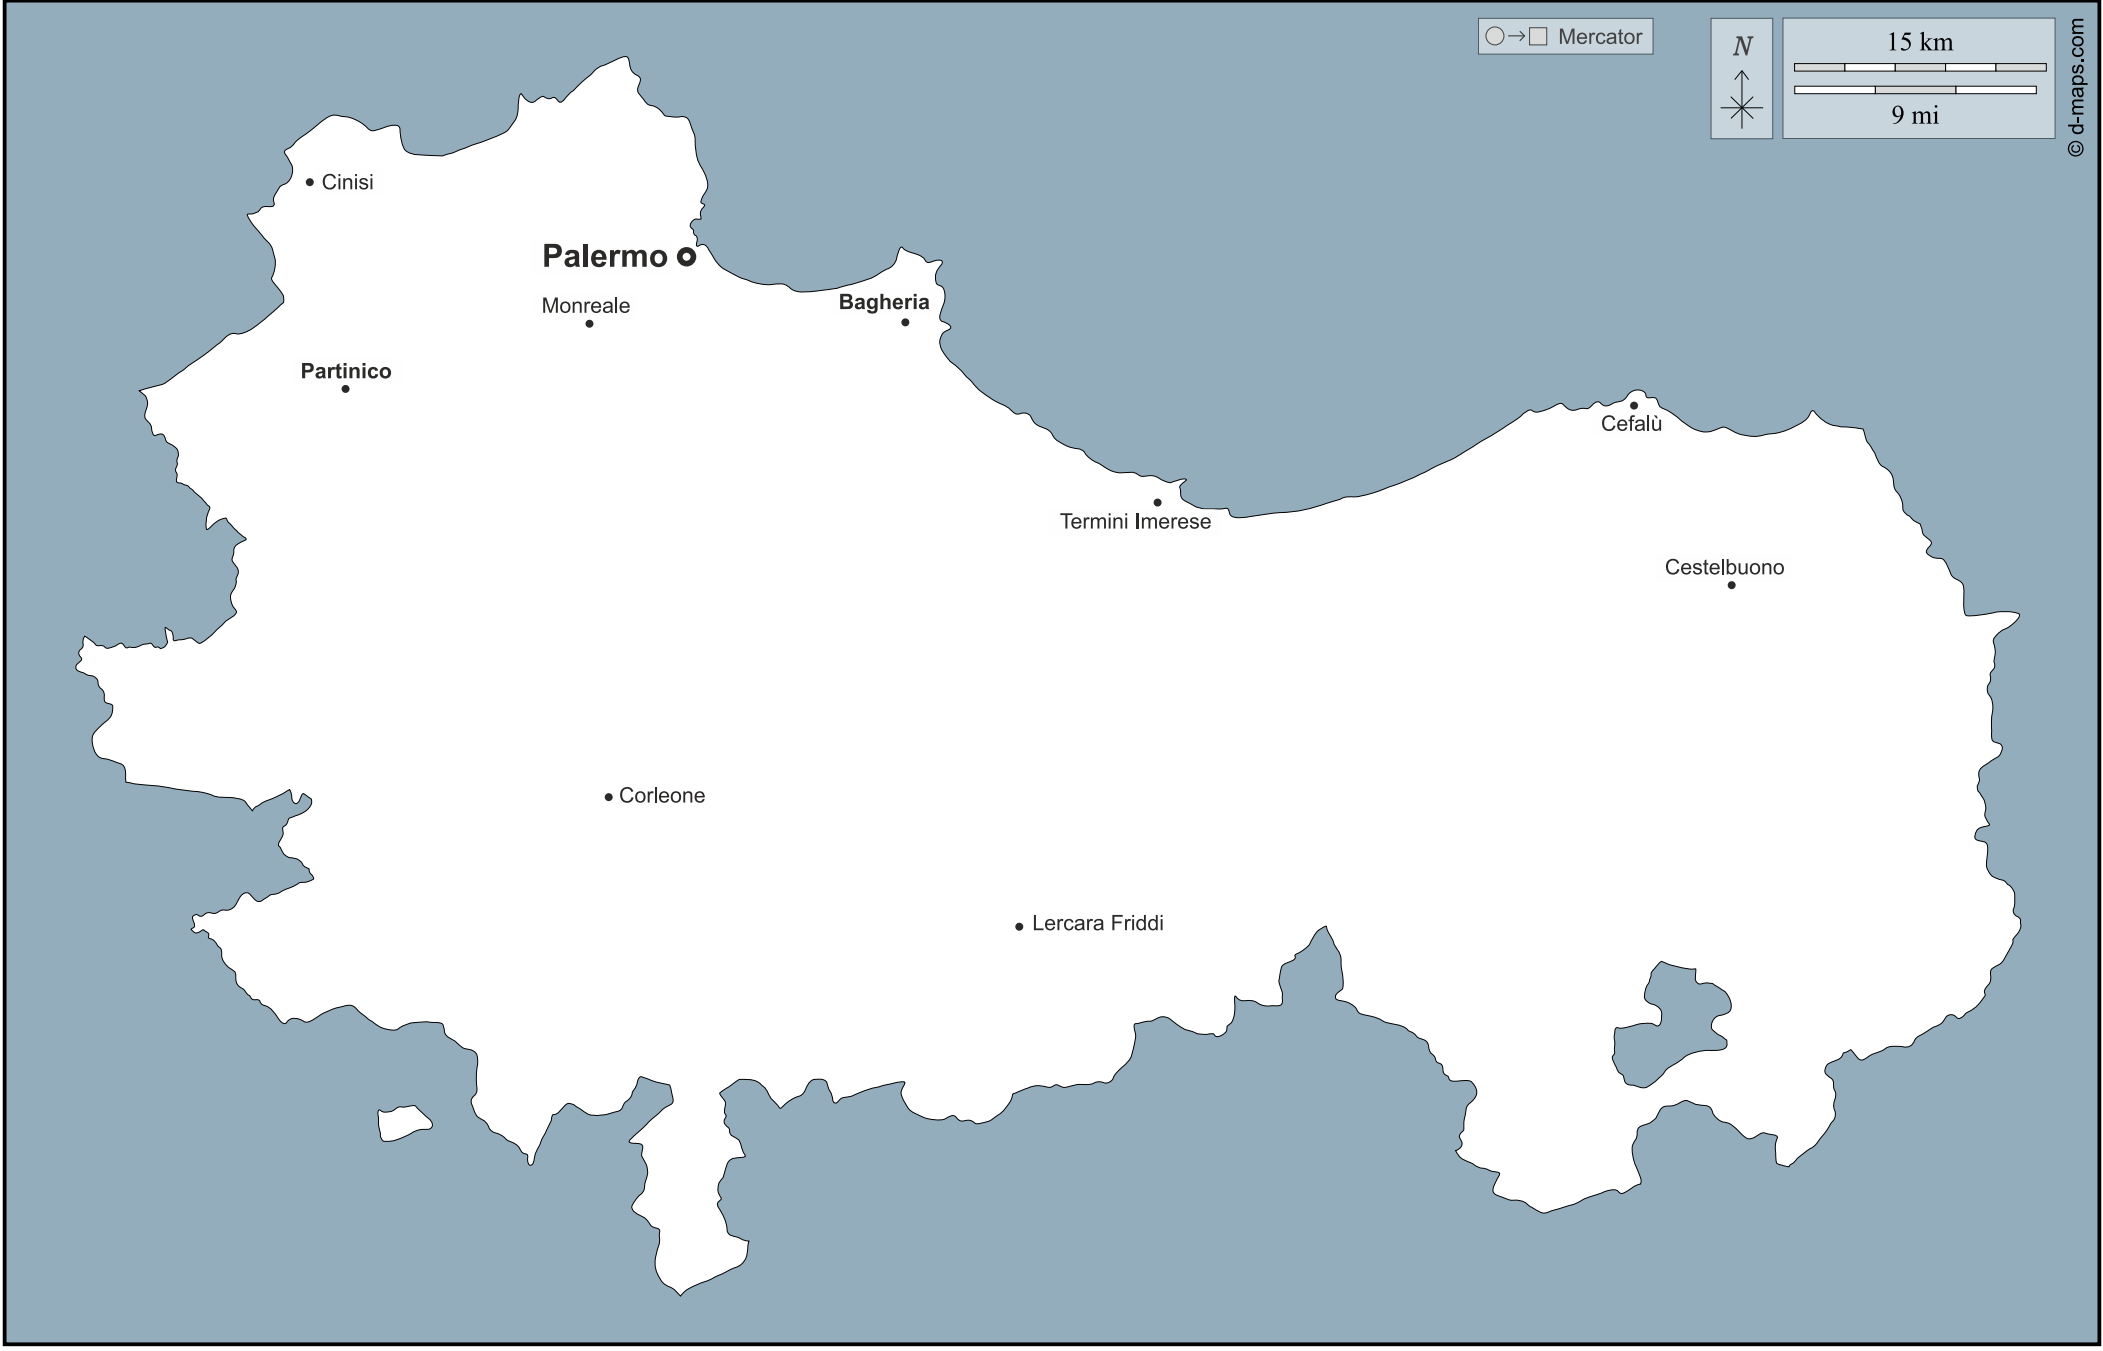 Mercator
N
15 km
9 mi
© d-maps.com
Cinisi
Palermo
Monreale
Bagheria
Partinico
Cefalù
Termini Imerese
Cestelbuono
Corleone
Lercara Friddi